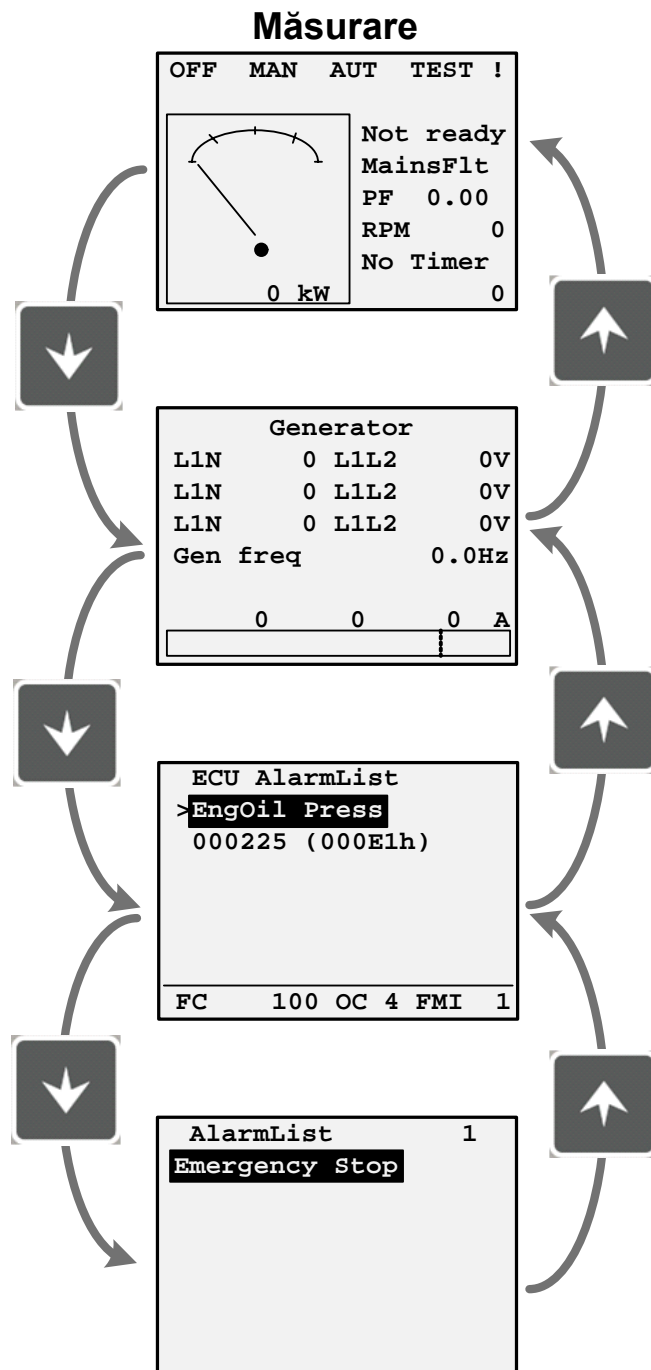 Măsurare
OFF MAN AUT TEST !
Not ready
MainsFlt
PF 0.00
RPM 0
No Timer
0 kW 0
Generator
L1N 0 L1L2 0V
L1N 0 L1L2 0V
L1N 0 L1L2 0V
Gen freq 0.0Hz
0 0 0 A
ECU AlarmList
>EngOil Press
000225 (000E1h)
FC 100 OC 4 FMI 1
AlarmList 1
Emergency Stop